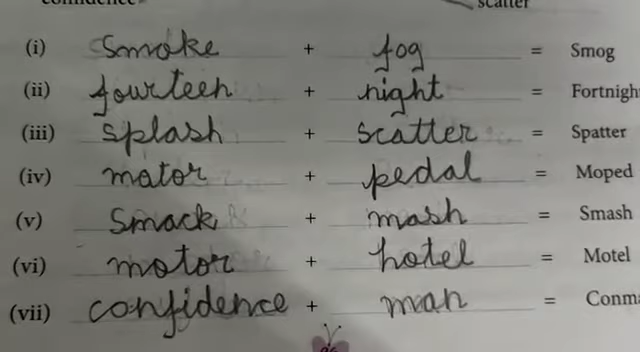 confidence scatter
(i) Smoke + fog = Smog
(ii) fourteen + night = Fortnigh
(iii) splash + scatter = Spatter
(iv) motor + pedal = Moped
(v) Smack + mash = Smash
(vi) motor + hotel = Motel
(vii) confidence + man = Conma